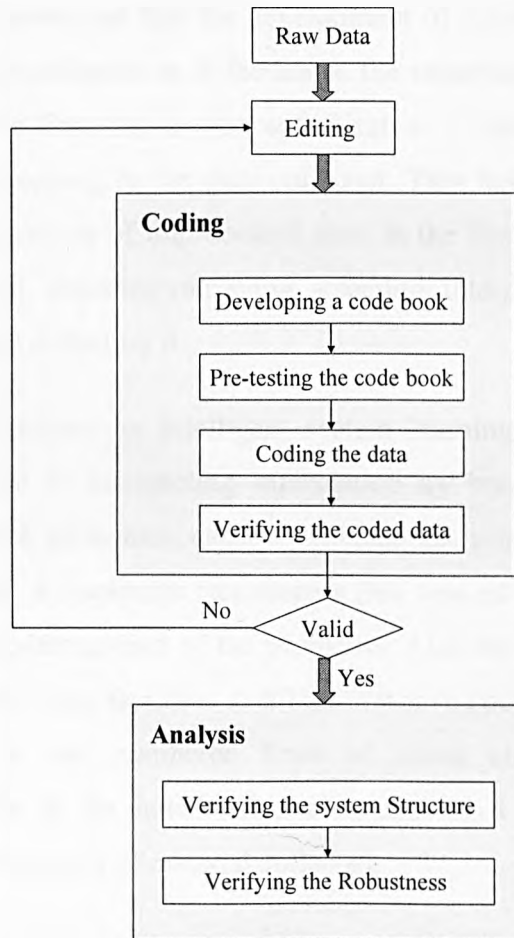 Raw Data
Editing
Coding
Developing a code book
Pre-testing the code book
Coding the data
Verifying the coded data
No
Valid
Yes
Analysis
Verifying the system Structure
Verifying the Robustness